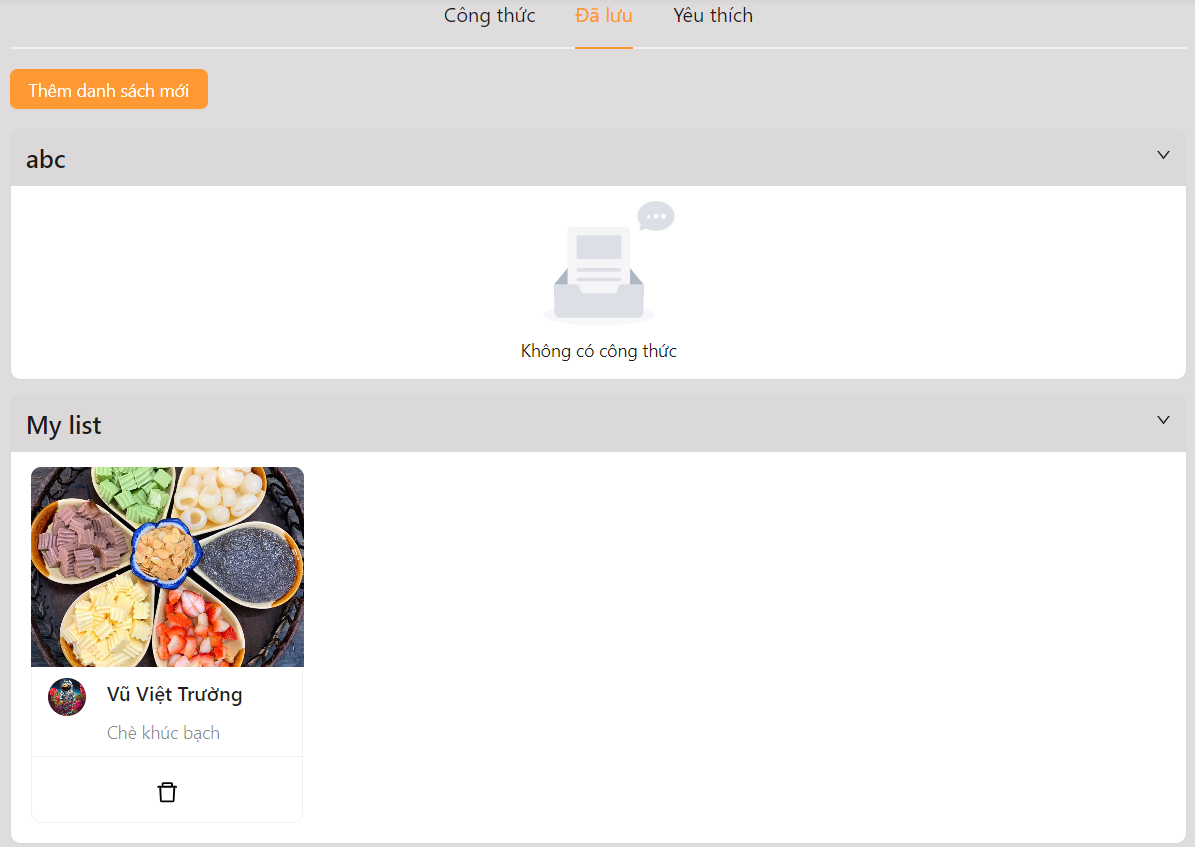 Công thức
Đã lưu
Yêu thích
Thêm danh sách mới
abc
Không có công thức
My list
Vũ Việt Trường
Chè khúc bạch